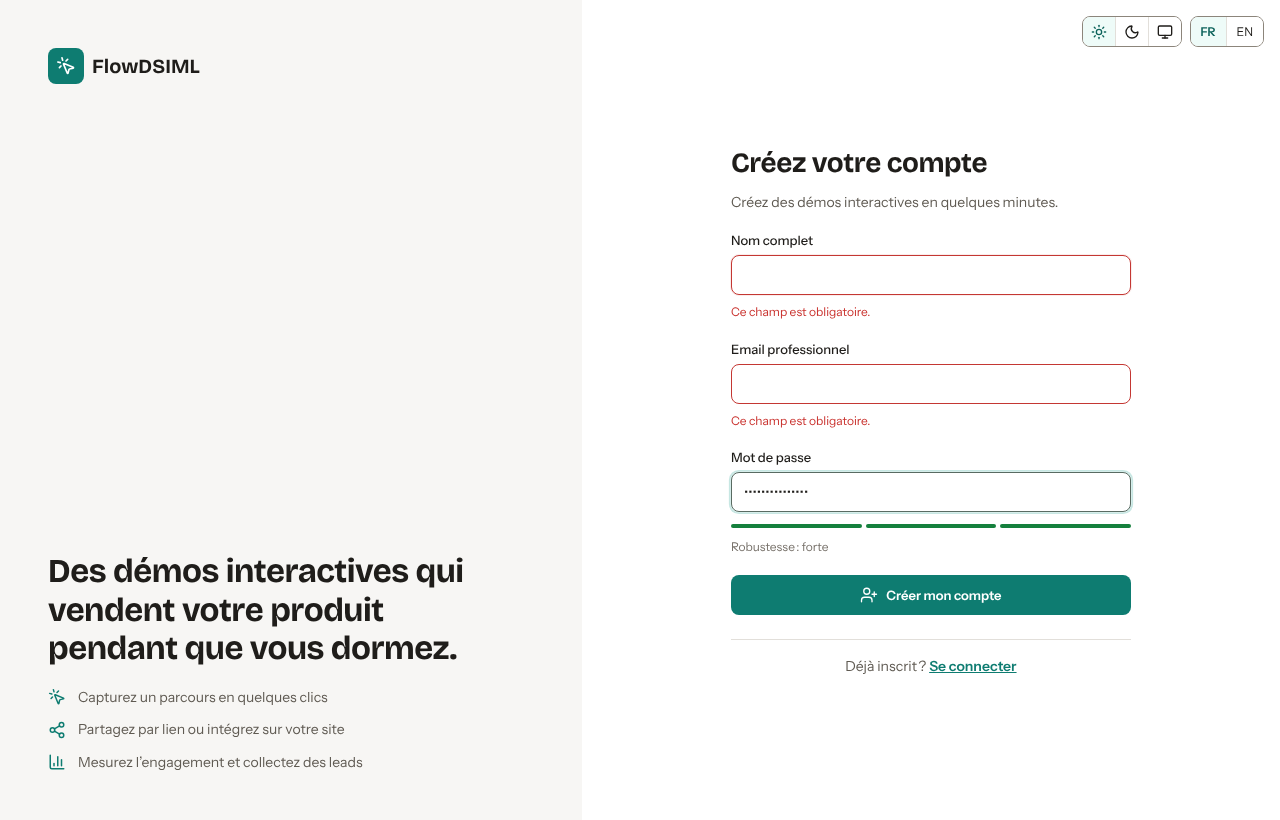 FlowDSIML
FR
EN
Créez votre compte
Créez des démos interactives en quelques minutes.
Nom complet
Ce champ est obligatoire.
Email professionnel
Ce champ est obligatoire.
Mot de passe
•••••••••••••••
Robustesse : forte
Créer mon compte
Déjà inscrit ? Se connecter
Des démos interactives qui
vendent votre produit
pendant que vous dormez.
Capturez un parcours en quelques clics
Partagez par lien ou intégrez sur votre site
Mesurez l’engagement et collectez des leads